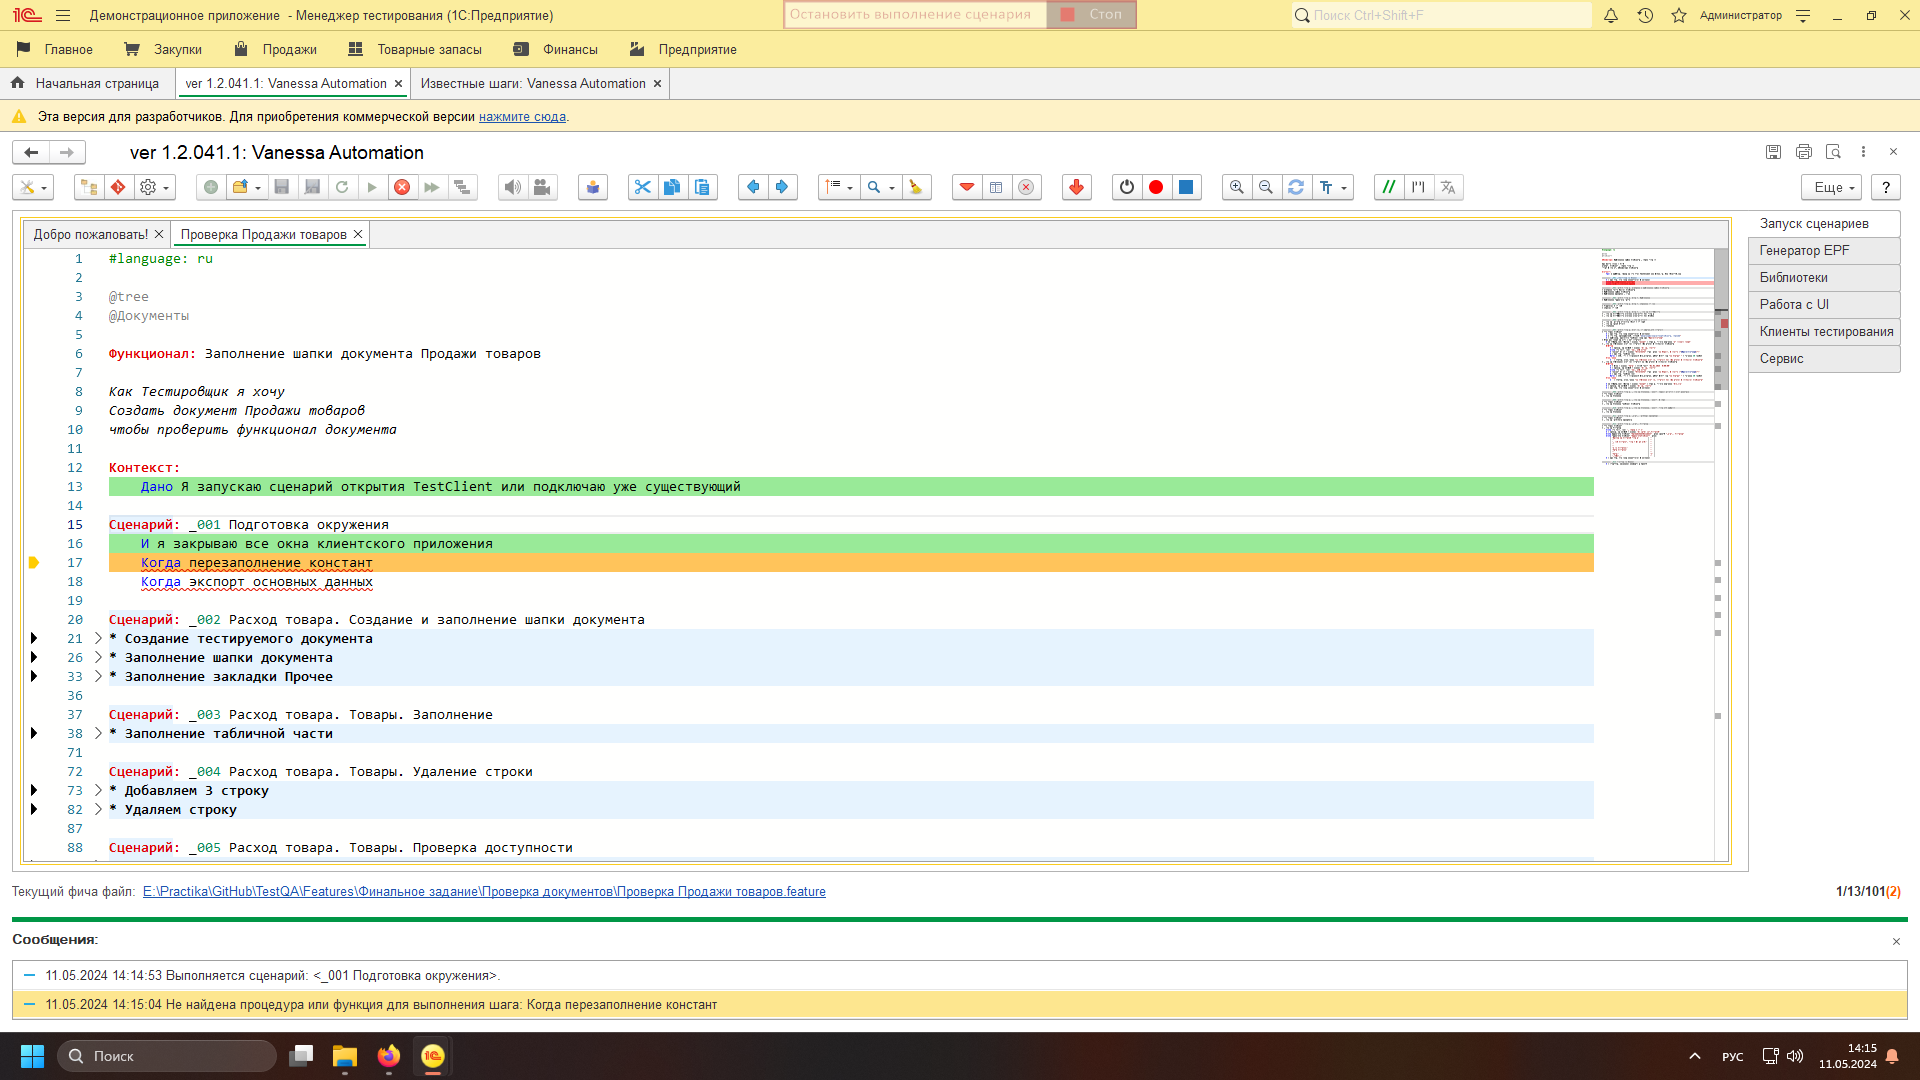 Демонстрационное приложение - Менеджер тестирования (1С:Предприятие)
Остановить выполнение сценария
Стоп
Поиск Ctrl+Shift+F
Администратор
Главное
Закупки
Продажи
Товарные запасы
Финансы
Предприятие
Начальная страница
ver 1.2.041.1: Vanessa Automation
Известные шаги: Vanessa Automation
Эта версия для разработчиков. Для приобретения коммерческой версии нажмите сюда.
ver 1.2.041.1: Vanessa Automation
Еще
?
Добро пожаловать!
Проверка Продажи товаров
1 #language: ru
2
3 @tree
4 @Документы
5
6 Функционал: Заполнение шапки документа Продажи товаров
7
8 Как Тестировщик я хочу
9 Создать документ Продажи товаров
10 чтобы проверить функционал документа
11
12 Контекст:
13 Дано Я запускаю сценарий открытия TestClient или подключаю уже существующий
14
15 Сценарий: _001 Подготовка окружения
16 И я закрываю все окна клиентского приложения
17 Когда перезаполнение констант
18 Когда экспорт основных данных
19
20 Сценарий: _002 Расход товара. Создание и заполнение шапки документа
21 * Создание тестируемого документа
26 * Заполнение шапки документа
33 * Заполнение закладки Прочее
36
37 Сценарий: _003 Расход товара. Товары. Заполнение
38 * Заполнение табличной части
71
72 Сценарий: _004 Расход товара. Товары. Удаление строки
73 * Добавляем 3 строку
82 * Удаляем строку
87
88 Сценарий: _005 Расход товара. Товары. Проверка доступности
Запуск сценариев
Генератор EPF
Библиотеки
Работа с UI
Клиенты тестирования
Сервис
Текущий фича файл: E:\Practika\GitHub\TestQA\Features\Финальное задание\Проверка документов\Проверка Продажи товаров.feature
1/13/101(2)
Сообщения:
11.05.2024 14:14:53 Выполняется сценарий: <_001 Подготовка окружения>.
11.05.2024 14:15:04 Не найдена процедура или функция для выполнения шага: Когда перезаполнение констант
Поиск
РУС
14:15
11.05.2024